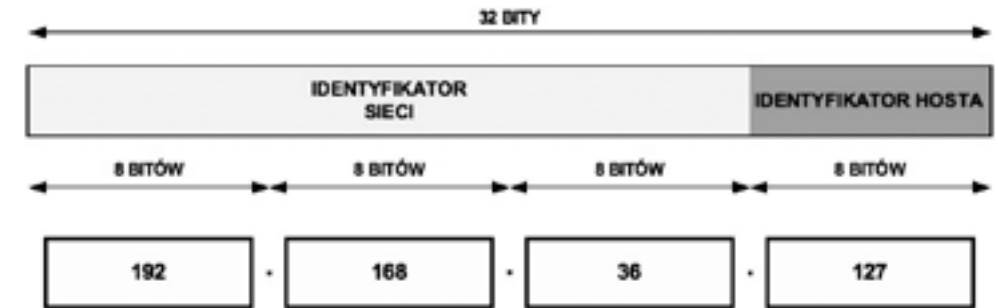 32 BITY
IDENTYFIKATOR
SIECI
IDENTYFIKATOR HOSTA
8 BITÓW 8 BITÓW 8 BITÓW 8 BITÓW
192 . 168 . 36 . 127